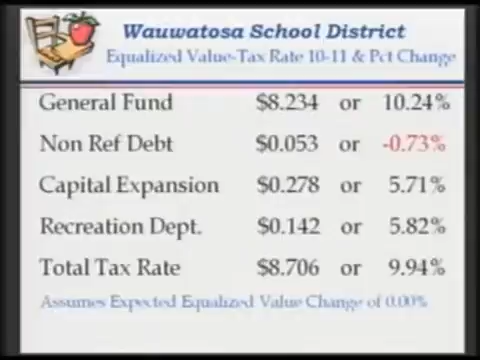 Wauwatosa School District
Equalized Value-Tax Rate 10-11 & Pct Change
General Fund $8.234 or 10.24%
Non Ref Debt $0.053 or -0.73%
Capital Expansion $0.278 or 5.71%
Recreation Dept. $0.142 or 5.82%
Total Tax Rate $8.706 or 9.94%
Assumes Expected Equalized Value Change of 0.00%